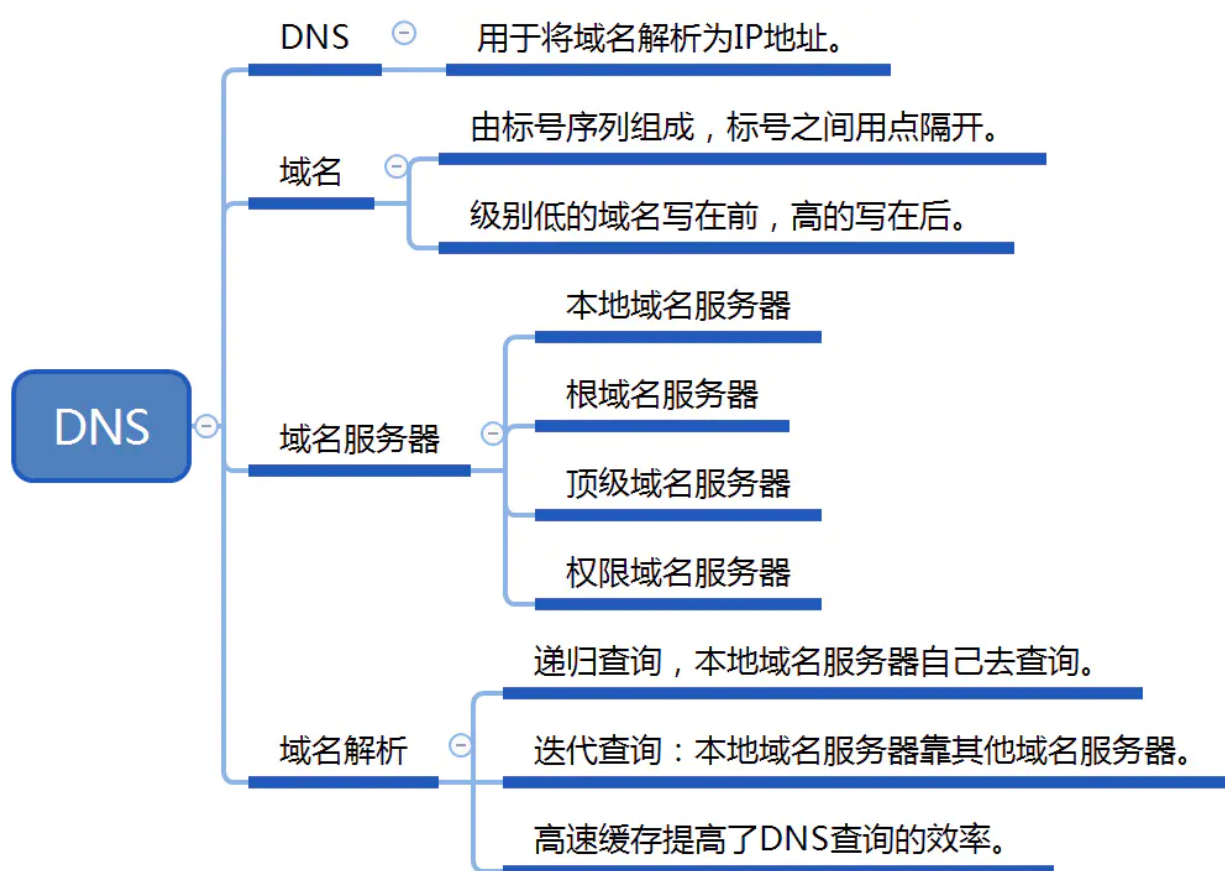 DNS
用于将域名解析为IP地址。
由标号序列组成，标号之间用点隔开。
域名
级别低的域名写在前，高的写在后。
本地域名服务器
根域名服务器
DNS
域名服务器
顶级域名服务器
权限域名服务器
递归查询，本地域名服务器自己去查询。
域名解析
迭代查询：本地域名服务器靠其他域名服务器。
高速缓存提高了DNS查询的效率。